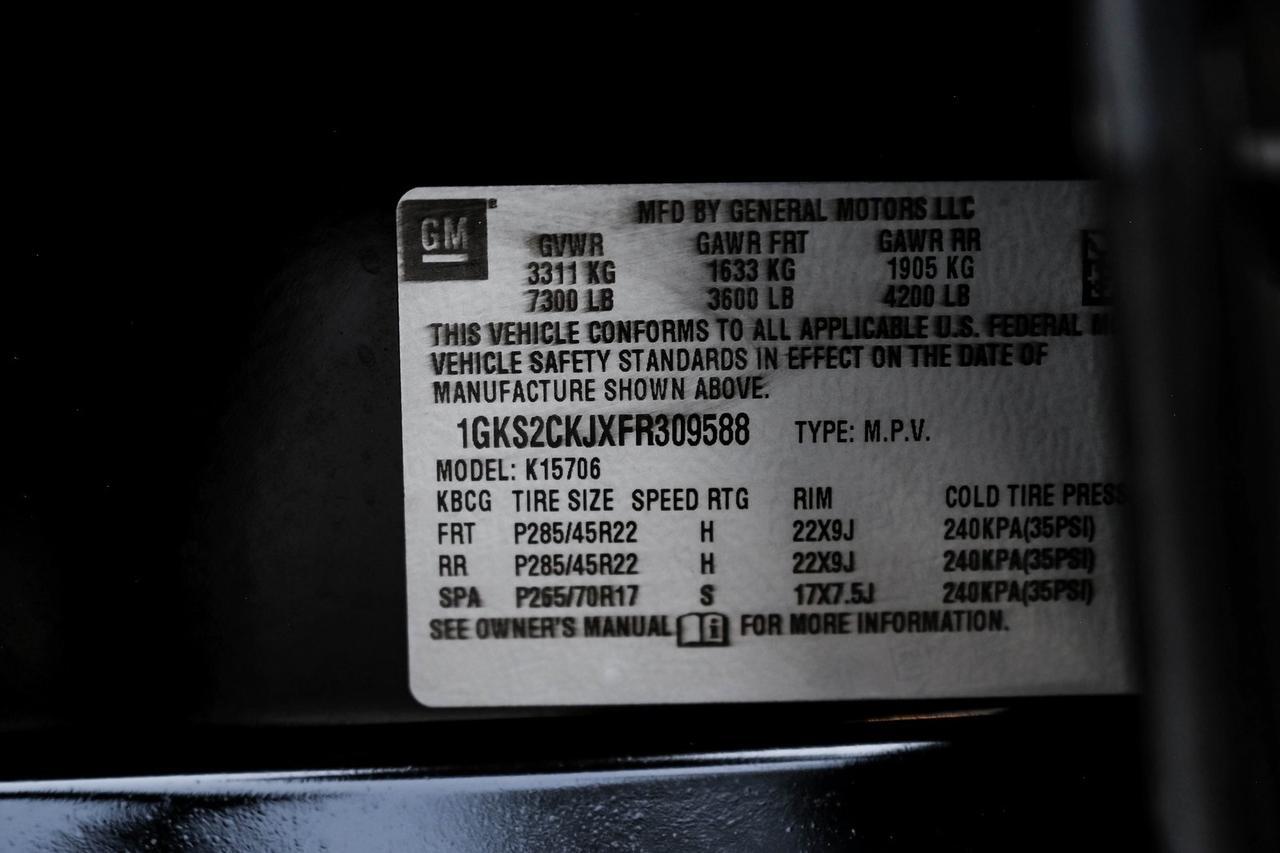 GM®
MFD BY GENERAL MOTORS LLC
GVWR GAWR FRT GAWR RR
3311 KG 1633 KG 1905 KG
7300 LB 3600 LB 4200 LB
THIS VEHICLE CONFORMS TO ALL APPLICABLE U.S. FEDERAL
VEHICLE SAFETY STANDARDS IN EFFECT ON THE DATE OF
MANUFACTURE SHOWN ABOVE.
1GKS2CKJXFR309588 TYPE: M.P.V.
MODEL: K15706
KBCG TIRE SIZE SPEED RTG RIM COLD TIRE PRESS
FRT P285/45R22 H 22X9J 240KPA(35PSI)
RR P285/45R22 H 22X9J 240KPA(35PSI)
SPA P265/70R17 S 17X7.5J 240KPA(35PSI)
SEE OWNER'S MANUAL FOR MORE INFORMATION.